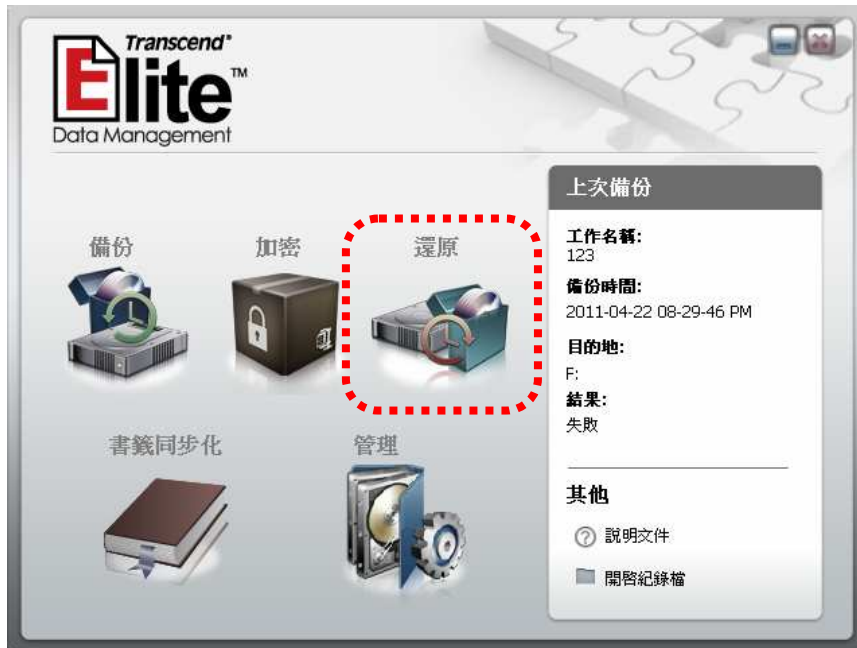 Transcend®
Elite™
Data Management
上次備份
工作名稱:
123
備份時間:
2011-04-22 08-29-46 PM
目的地:
F:
結果:
失敗
備份
加密
還原
書籤同步化
管理
其他
說明文件
開啓紀錄檔